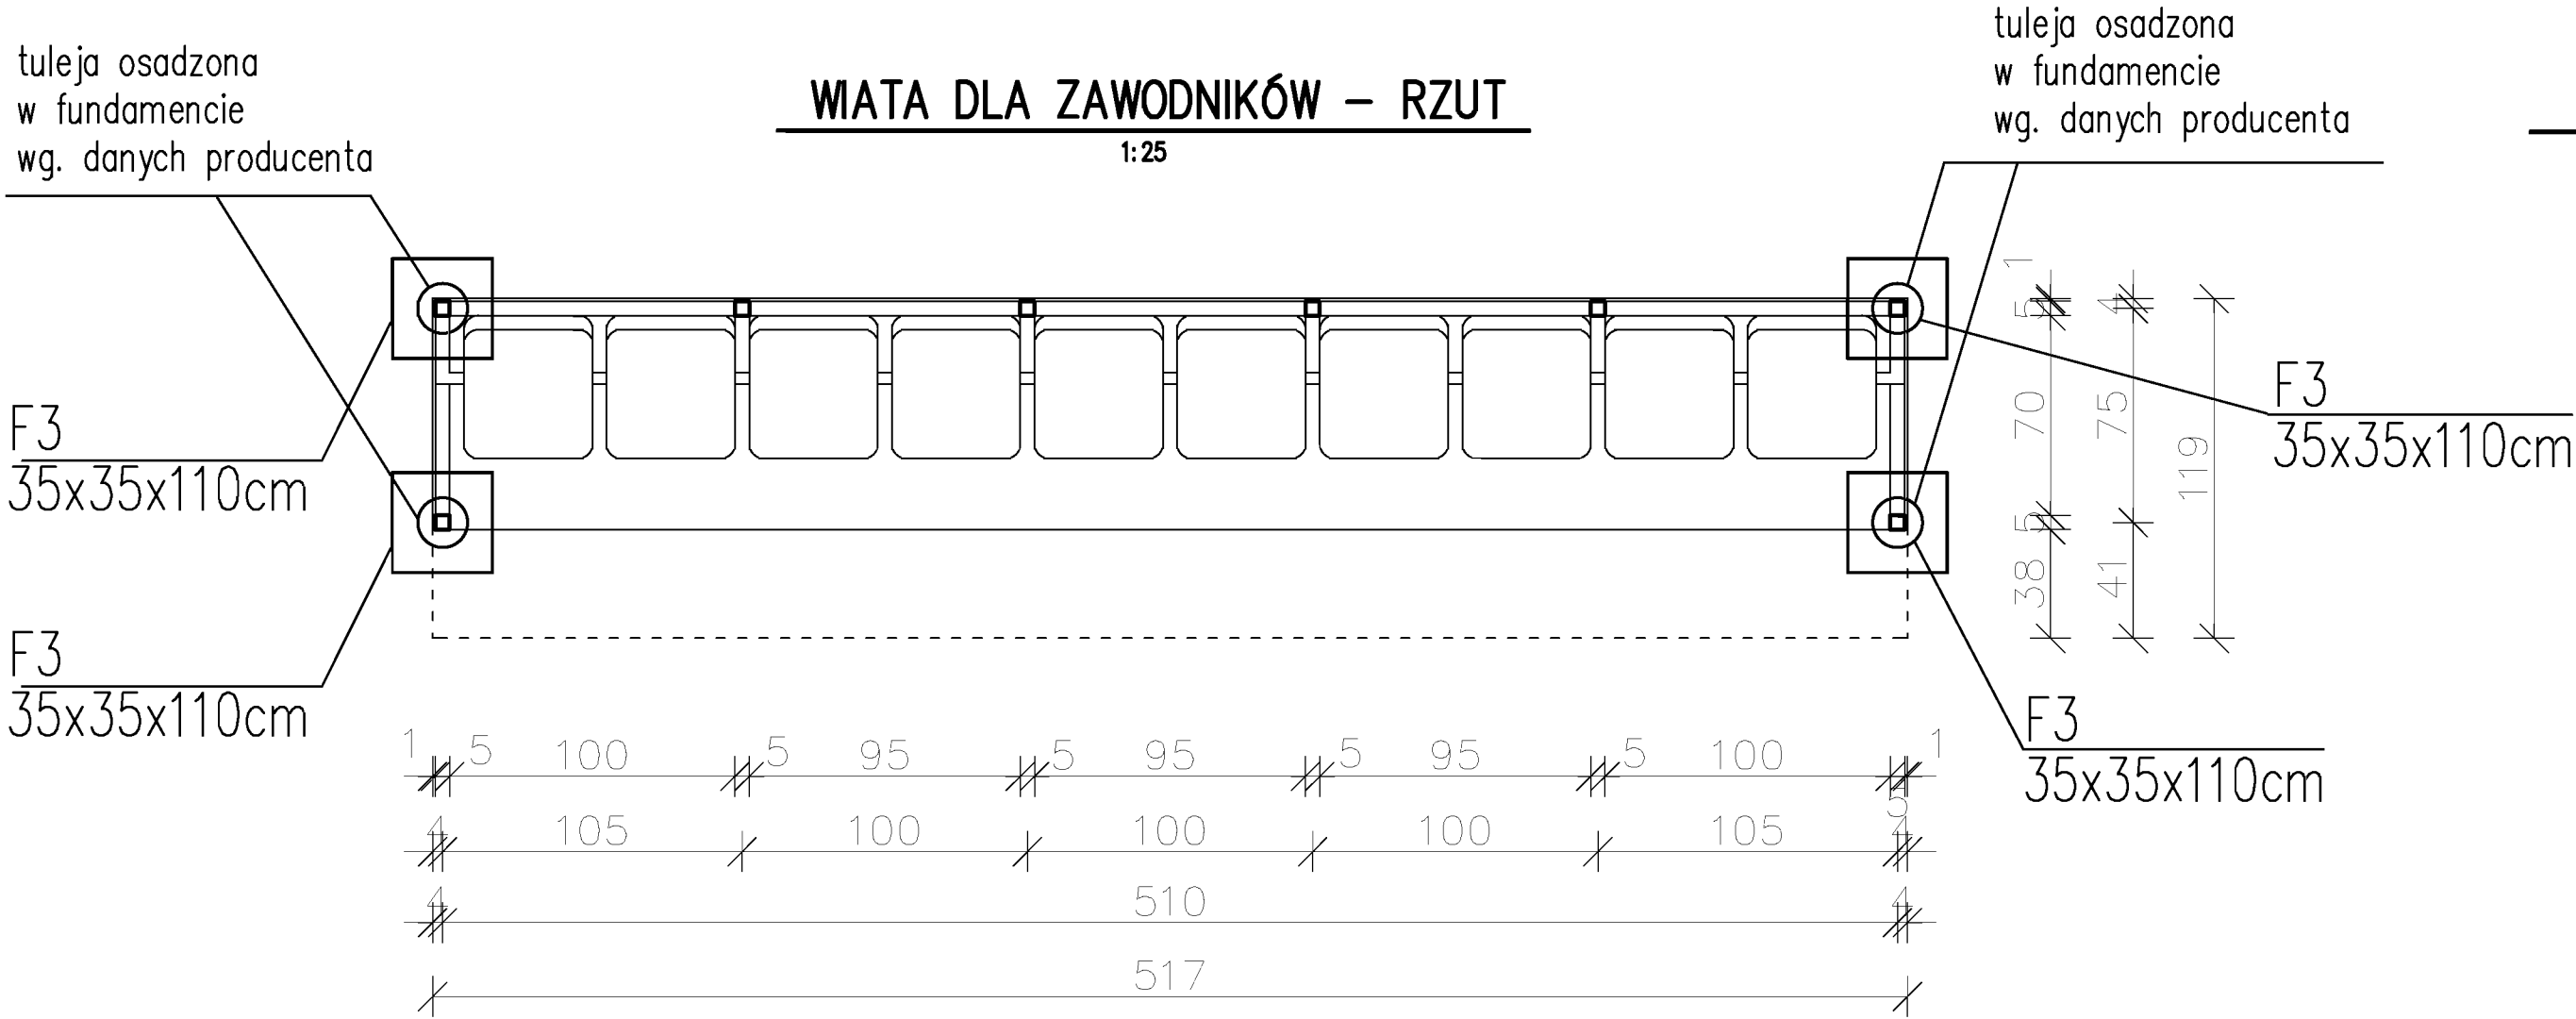 tuleja osadzona
w fundamencie
wg. danych producenta
WIATA DLA ZAWODNIKÓW – RZUT
1:25
tuleja osadzona
w fundamencie
wg. danych producenta
F3
35x35x110cm
F3
35x35x110cm
F3
35x35x110cm
F3
35x35x110cm
1
5
70
5
38
4
75
41
119
1 5 100 5 95 5 95 5 95 5 100 5 1
4 105 100 100 100 105 4
4 510 4
517